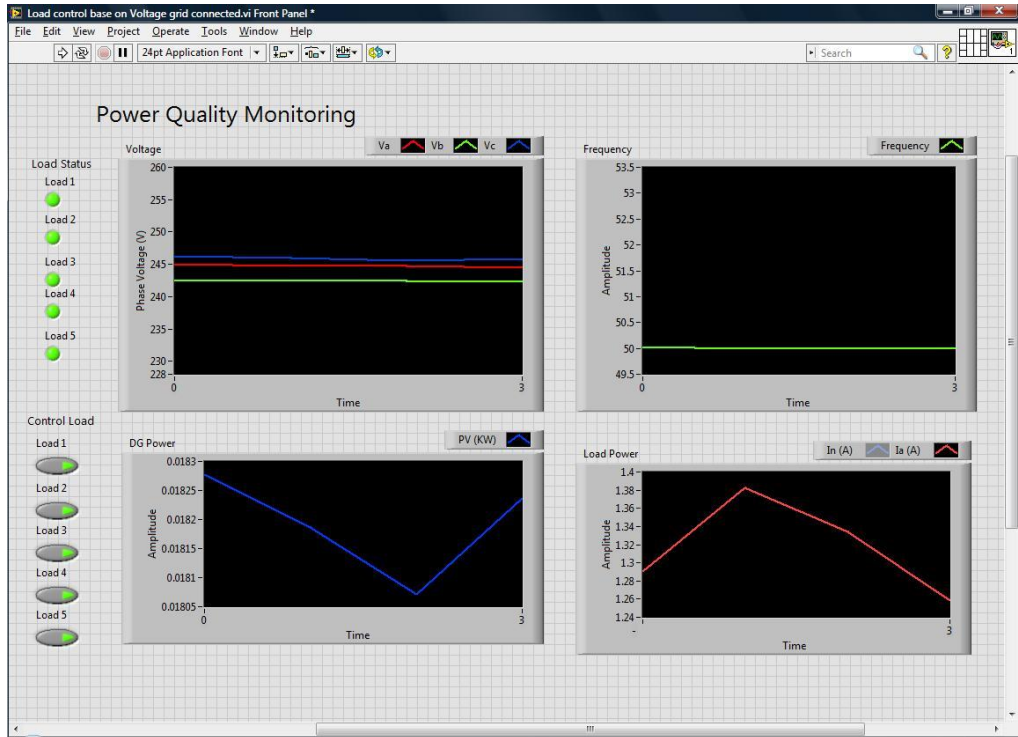 Load control base on Voltage grid connected.vi Front Panel *
File Edit View Project Operate Tools Window Help
24pt Application Font
Search
1
Power Quality Monitoring
Load Status
Load 1
Load 2
Load 3
Load 4
Load 5
Voltage
Va Vb Vc
Phase Voltage (V)
260
255
250
245
240
235
230
228
0 3
Time
Frequency
Frequency
Amplitude
53.5
53
52.5
52
51.5
51
50.5
50
49.5
0 3
Time
Control Load
Load 1
Load 2
Load 3
Load 4
Load 5
DG Power
PV (KW)
Amplitude
0.0183
0.01825
0.0182
0.01815
0.0181
0.01805
0 3
Time
Load Power
In (A) Ia (A)
Amplitude
1.4
1.38
1.36
1.34
1.32
1.3
1.28
1.26
1.24
- 3
Time